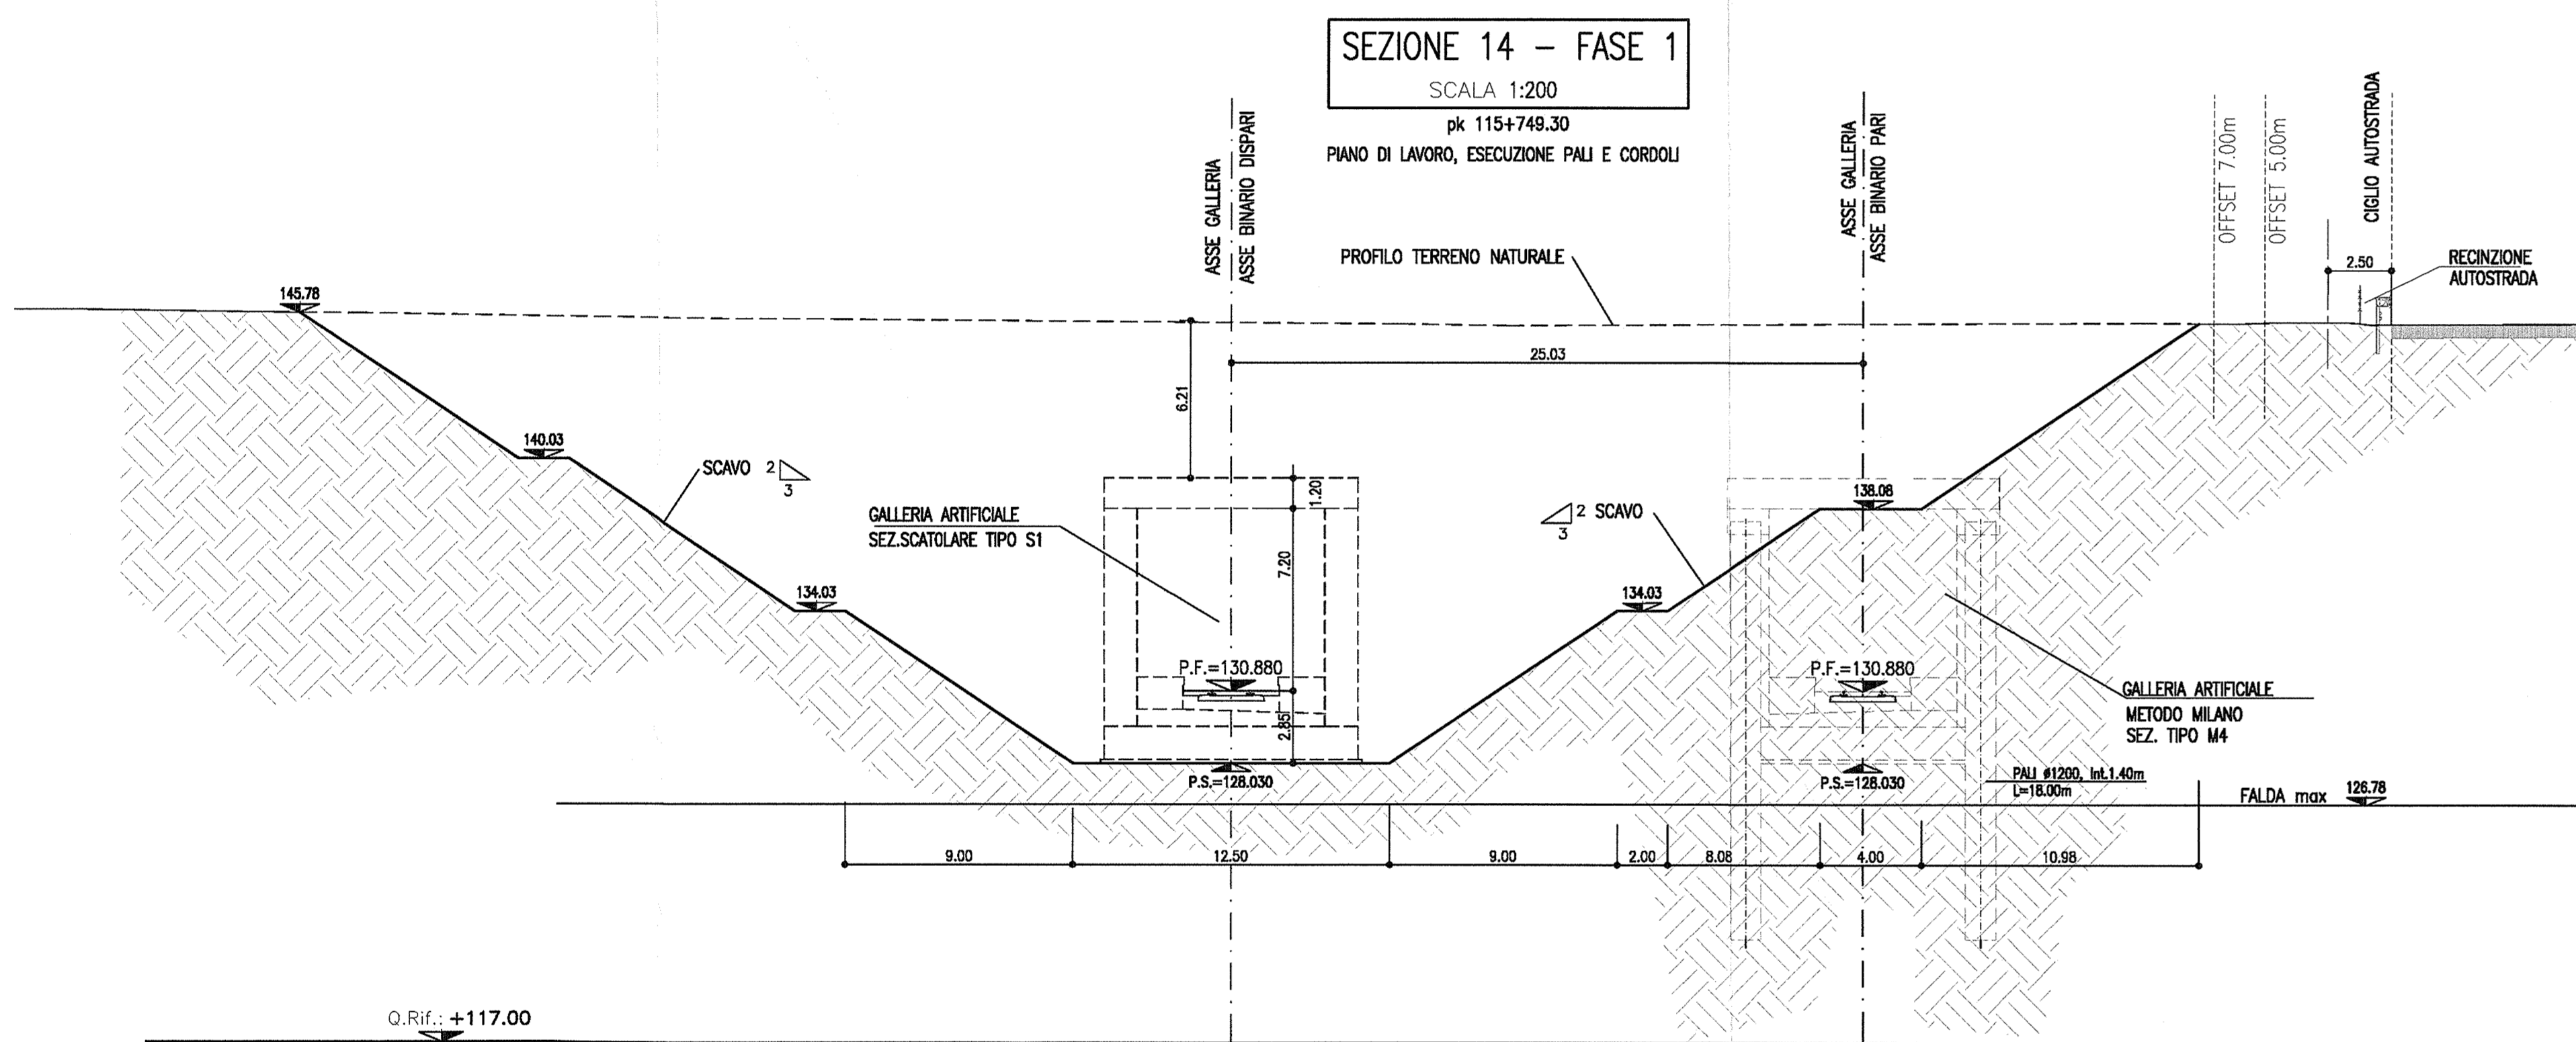 SEZIONE 14 – FASE 1
SCALA 1:200
pk 115+749.30
PIANO DI LAVORO, ESECUZIONE PALI E CORDOLI
ASSE GALLERIA
ASSE BINARIO DISPARI
ASSE GALLERIA
ASSE BINARIO PARI
OFFSET 7.00m
OFFSET 5.00m
CIGLIO AUTOSTRADA
PROFILO TERRENO NATURALE
2.50
RECINZIONE
AUTOSTRADA
145.78
25.03
6.21
140.03
SCAVO
2
3
1.20
138.08
2
SCAVO
3
GALLERIA ARTIFICIALE
SEZ.SCATOLARE TIPO S1
7.20
134.03
134.03
P.F.=130.880
P.F.=130.880
GALLERIA ARTIFICIALE
METODO MILANO
SEZ. TIPO M4
2.85
P.S.=128.030
P.S.=128.030
PALI ø1200, Int.1.40m
L=18.00m
FALDA max
126.78
9.00
12.50
9.00
2.00
8.08
4.00
10.98
Q.Rif.: +117.00